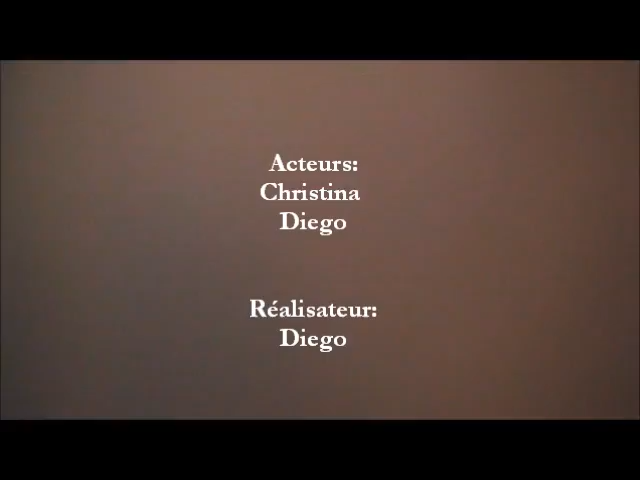 Acteurs:
Christina
Diego
Réalisateur:
Diego